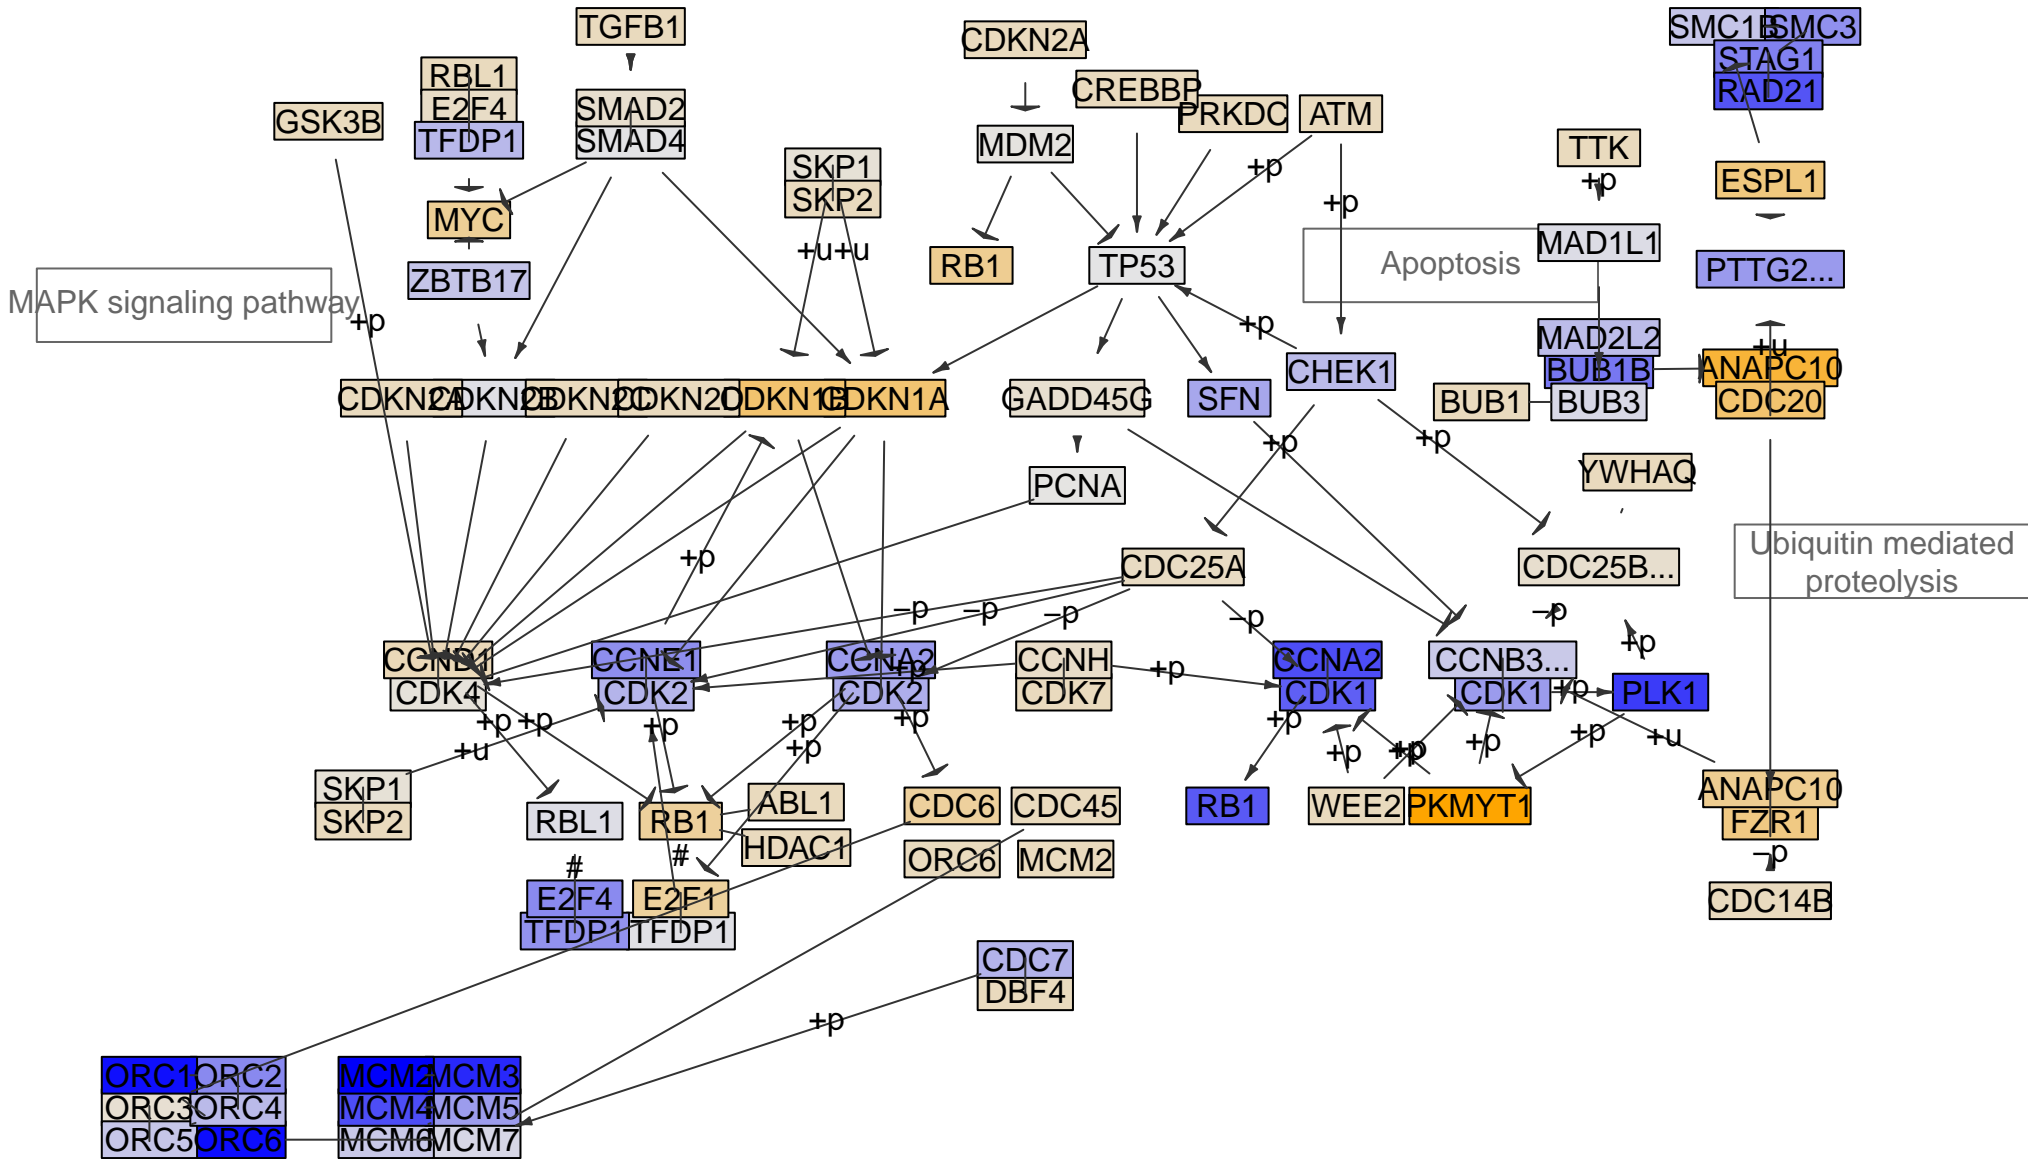 TGFB1
CDKN2A
SMC1B
SMC3
STAG1
RAD21
RBL1
E2F4
TFDP1
GSK3B
SMAD2
SMAD4
CREBBP
PRKDC
ATM
MDM2
SKP1
SKP2
TTK
+p
ESPL1
+p
+p
MYC
ZBTB17
+u
+u
RB1
TP53
Apoptosis
MAD1L1
PTTG2...
MAPK signaling pathway
+p
+p
MAD2L2
BUB1B
BUB3
BUB1
+u
ANAPC10
CDC20
CHEK1
CDKN2A
CDKN2B
CDKN2C
CDKN2D
CDKN1B
CDKN1A
GADD45G
SFN
+p
+p
YWHAQ
PCNA
Ubiquitin mediated
proteolysis
+p
CDC25A
CDC25B...
−p
−p
−p
−p
−p
+p
CCND1
CDK4
CCNE1
CDK2
CCNA2
CDK2
+p
CCNH
CDK7
+p
CCNA2
CDK1
CCNB3...
CDK1
+p
PLK1
+p
+p
+u
+p
+p
+p
+p
+p
+p
+p
+p
+p
+p
+u
SKP1
SKP2
RBL1
RB1
ABL1
HDAC1
CDC6
CDC45
ORC6
MCM2
RB1
WEE2
PKMYT1
ANAPC10
FZR1
−p
CDC14B
#
#
E2F4
TFDP1
E2F1
TFDP1
CDC7
DBF4
+p
ORC1
ORC2
ORC3
ORC4
ORC5
ORC6
MCM2
MCM3
MCM4
MCM5
MCM6
MCM7